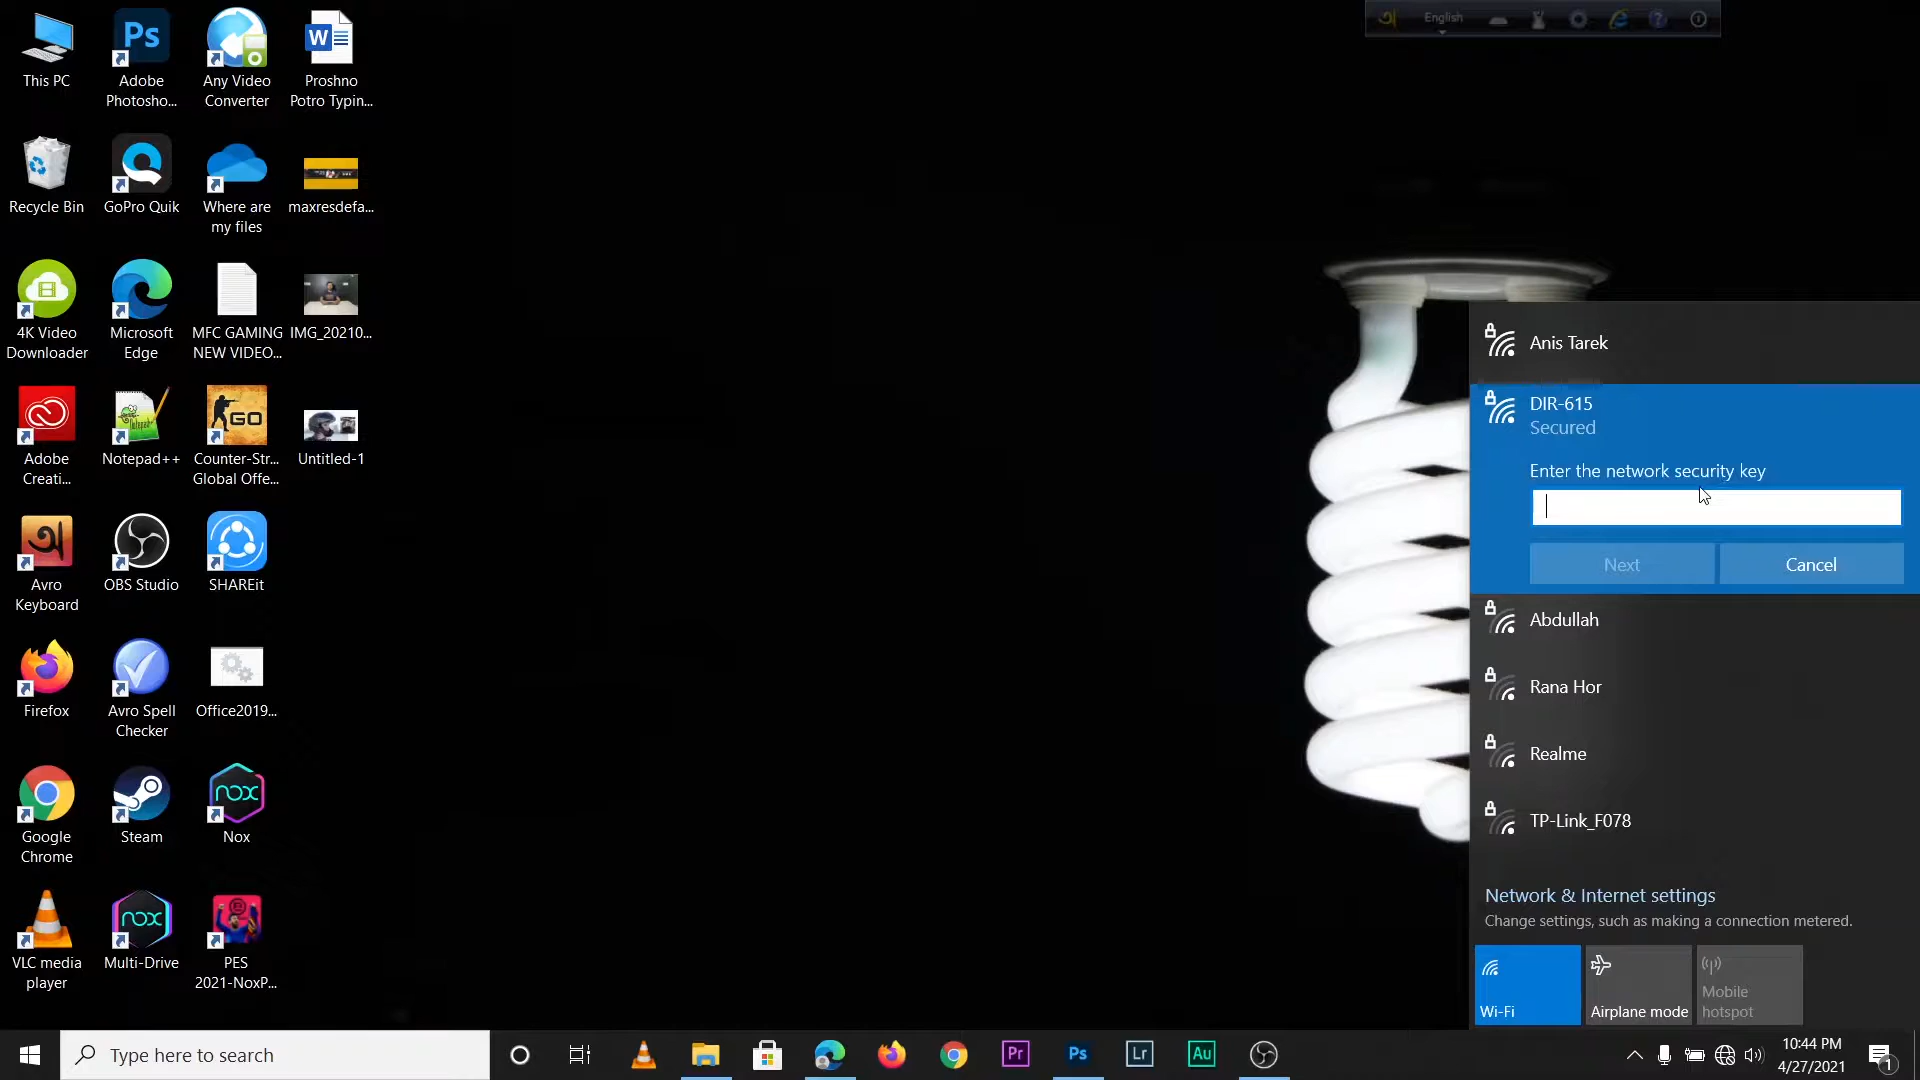 English
This PC
Adobe
Photosho...
Any Video
Converter
Proshno
Potro Typin...
Recycle Bin
GoPro Quik
Where are
my files
maxresdefa...
4K Video
Downloader
Microsoft
Edge
MFC GAMING
NEW VIDEO...
IMG_20210...
Adobe
Creati...
Notepad++
Counter-Str...
Global Offe...
Untitled-1
Avro
Keyboard
OBS Studio
SHAREit
Firefox
Avro Spell
Checker
Office2019...
Google
Chrome
Steam
Nox
VLC media
player
Multi-Drive
PES
2021-NoxP...
Anis Tarek
DIR-615
Secured
Enter the network security key
Next
Cancel
Abdullah
Rana Hor
Realme
TP-Link_F078
Network & Internet settings
Change settings, such as making a connection metered.
Wi-Fi
Airplane mode
Mobile
hotspot
Type here to search
Pr
Ps
Lr
Au
10:44 PM
4/27/2021
1